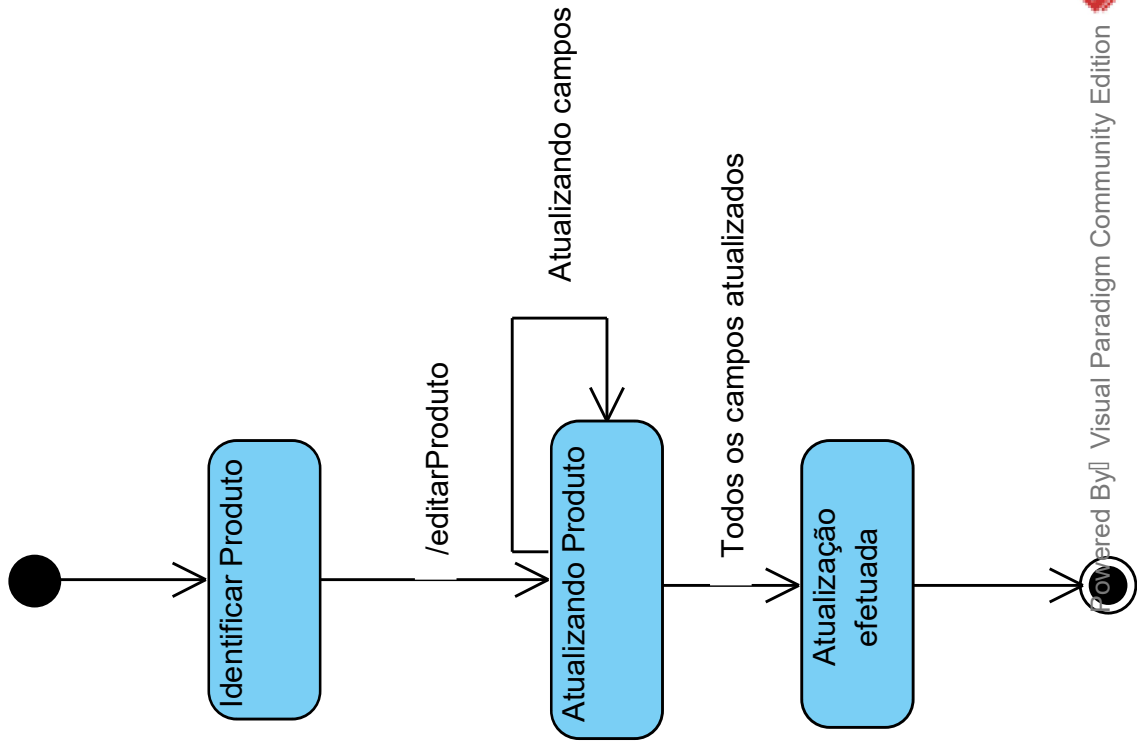 Identificar Produto
/editarProduto
Atualizando Produto
Atualizando campos
Todos os campos atualizados
Atualização
efetuada
Powered By Visual Paradigm Community Edition